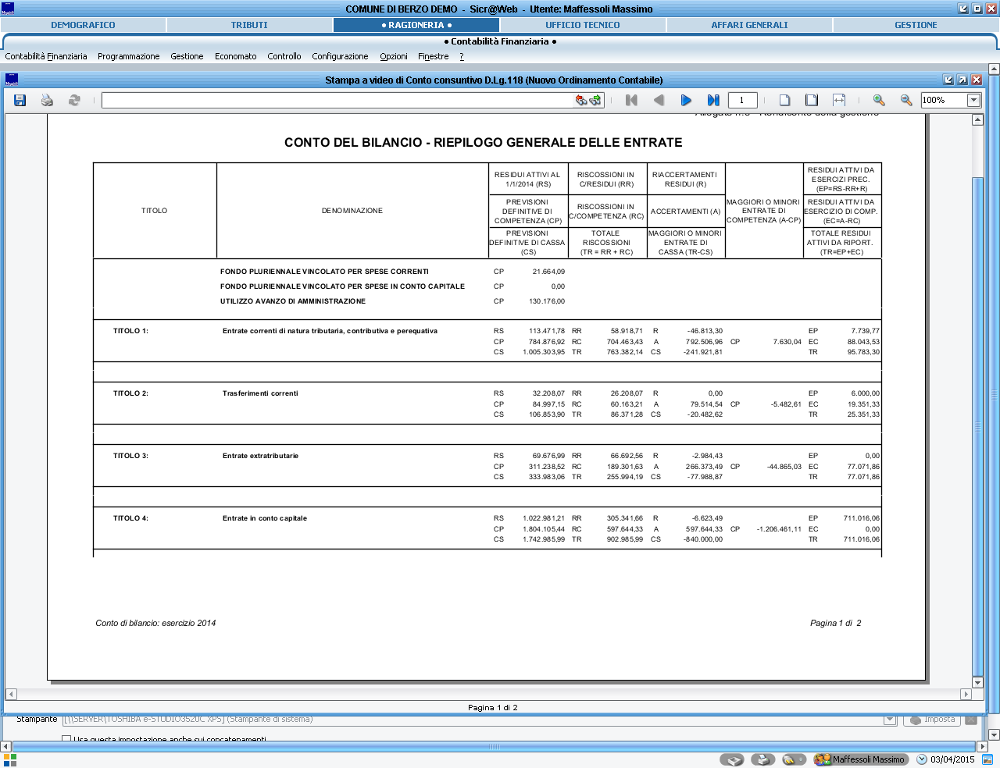 COMUNE DI BERZO DEMO - Sicr@Web - Utente: Maffessoli Massimo
DEMOGRAFICO TRIBUTI • RAGIONERIA • UFFICIO TECNICO AFFARI GENERALI GESTIONE
• Contabilità Finanziaria •
Contabilità Finanziaria Programmazione Gestione Economato Controllo Configurazione Opzioni Finestre ?
Stampa a video di Conto consuntivo D.Lg.118 (Nuovo Ordinamento Contabile)
1 100%
Allegato n.8 - Rendiconto della gestione
CONTO DEL BILANCIO - RIEPILOGO GENERALE DELLE ENTRATE
TITOLO
DENOMINAZIONE
RESIDUI ATTIVI AL 1/1/2014 (RS)
RISCOSSIONI IN C/RESIDUI (RR)
RIACCERTAMENTI RESIDUI (R)
RESIDUI ATTIVI DA ESERCIZI PREC. (EP=RS-RR+R)
PREVISIONI DEFINITIVE DI COMPETENZA (CP)
RISCOSSIONI IN C/COMPETENZA (RC)
ACCERTAMENTI (A)
MAGGIORI O MINORI ENTRATE DI COMPETENZA (A-CP)
RESIDUI ATTIVI DA ESERCIZIO DI COMP. (EC=A-RC)
PREVISIONI DEFINITIVE DI CASSA (CS)
TOTALE RISCOSSIONI (TR = RR + RC)
MAGGIORI O MINORI ENTRATE DI CASSA (TR-CS)
TOTALE RESIDUI ATTIVI DA RIPORT. (TR=EP+EC)
FONDO PLURIENNALE VINCOLATO PER SPESE CORRENTI CP 21.664,09
FONDO PLURIENNALE VINCOLATO PER SPESE IN CONTO CAPITALE CP 0,00
UTILIZZO AVANZO DI AMMINISTRAZIONE CP 130.176,00
TITOLO 1: Entrate correnti di natura tributaria, contributiva e perequativa RS 113.471,78 RR 58.918,71 R -46.813,30 EP 7.739,77
CP 784.876,92 RC 704.463,43 A 792.506,96 CP 7.630,04 EC 88.043,53
CS 1.005.303,95 TR 763.382,14 CS -241.921,81 TR 95.783,30
TITOLO 2: Trasferimenti correnti RS 32.208,07 RR 26.208,07 R 0,00 EP 6.000,00
CP 84.997,15 RC 60.163,21 A 79.514,54 CP -5.482,61 EC 19.351,33
CS 106.853,90 TR 86.371,28 CS -20.482,62 TR 25.351,33
TITOLO 3: Entrate extratributarie RS 69.676,99 RR 66.692,56 R -2.984,43 EP 0,00
CP 311.238,52 RC 189.301,63 A 266.373,49 CP -44.865,03 EC 77.071,86
CS 333.983,06 TR 255.994,19 CS -77.988,87 TR 77.071,86
TITOLO 4: Entrate in conto capitale RS 1.022.981,21 RR 305.341,66 R -6.623,49 EP 711.016,06
CP 1.804.105,44 RC 597.644,33 A 597.644,33 CP -1.206.461,11 EC 0,00
CS 1.742.985,99 TR 902.985,99 CS -840.000,00 TR 711.016,06
Conto di bilancio: esercizio 2014 Pagina 1 di 2
Pagina 1 di 2
Stampante [\\SERVER\TOSHIBA e-STUDIO3520C XPS] (Stampante di sistema) Imposta
Usa questa impostazione anche sui concatenamenti
Maffessoli Massimo 03/04/2015